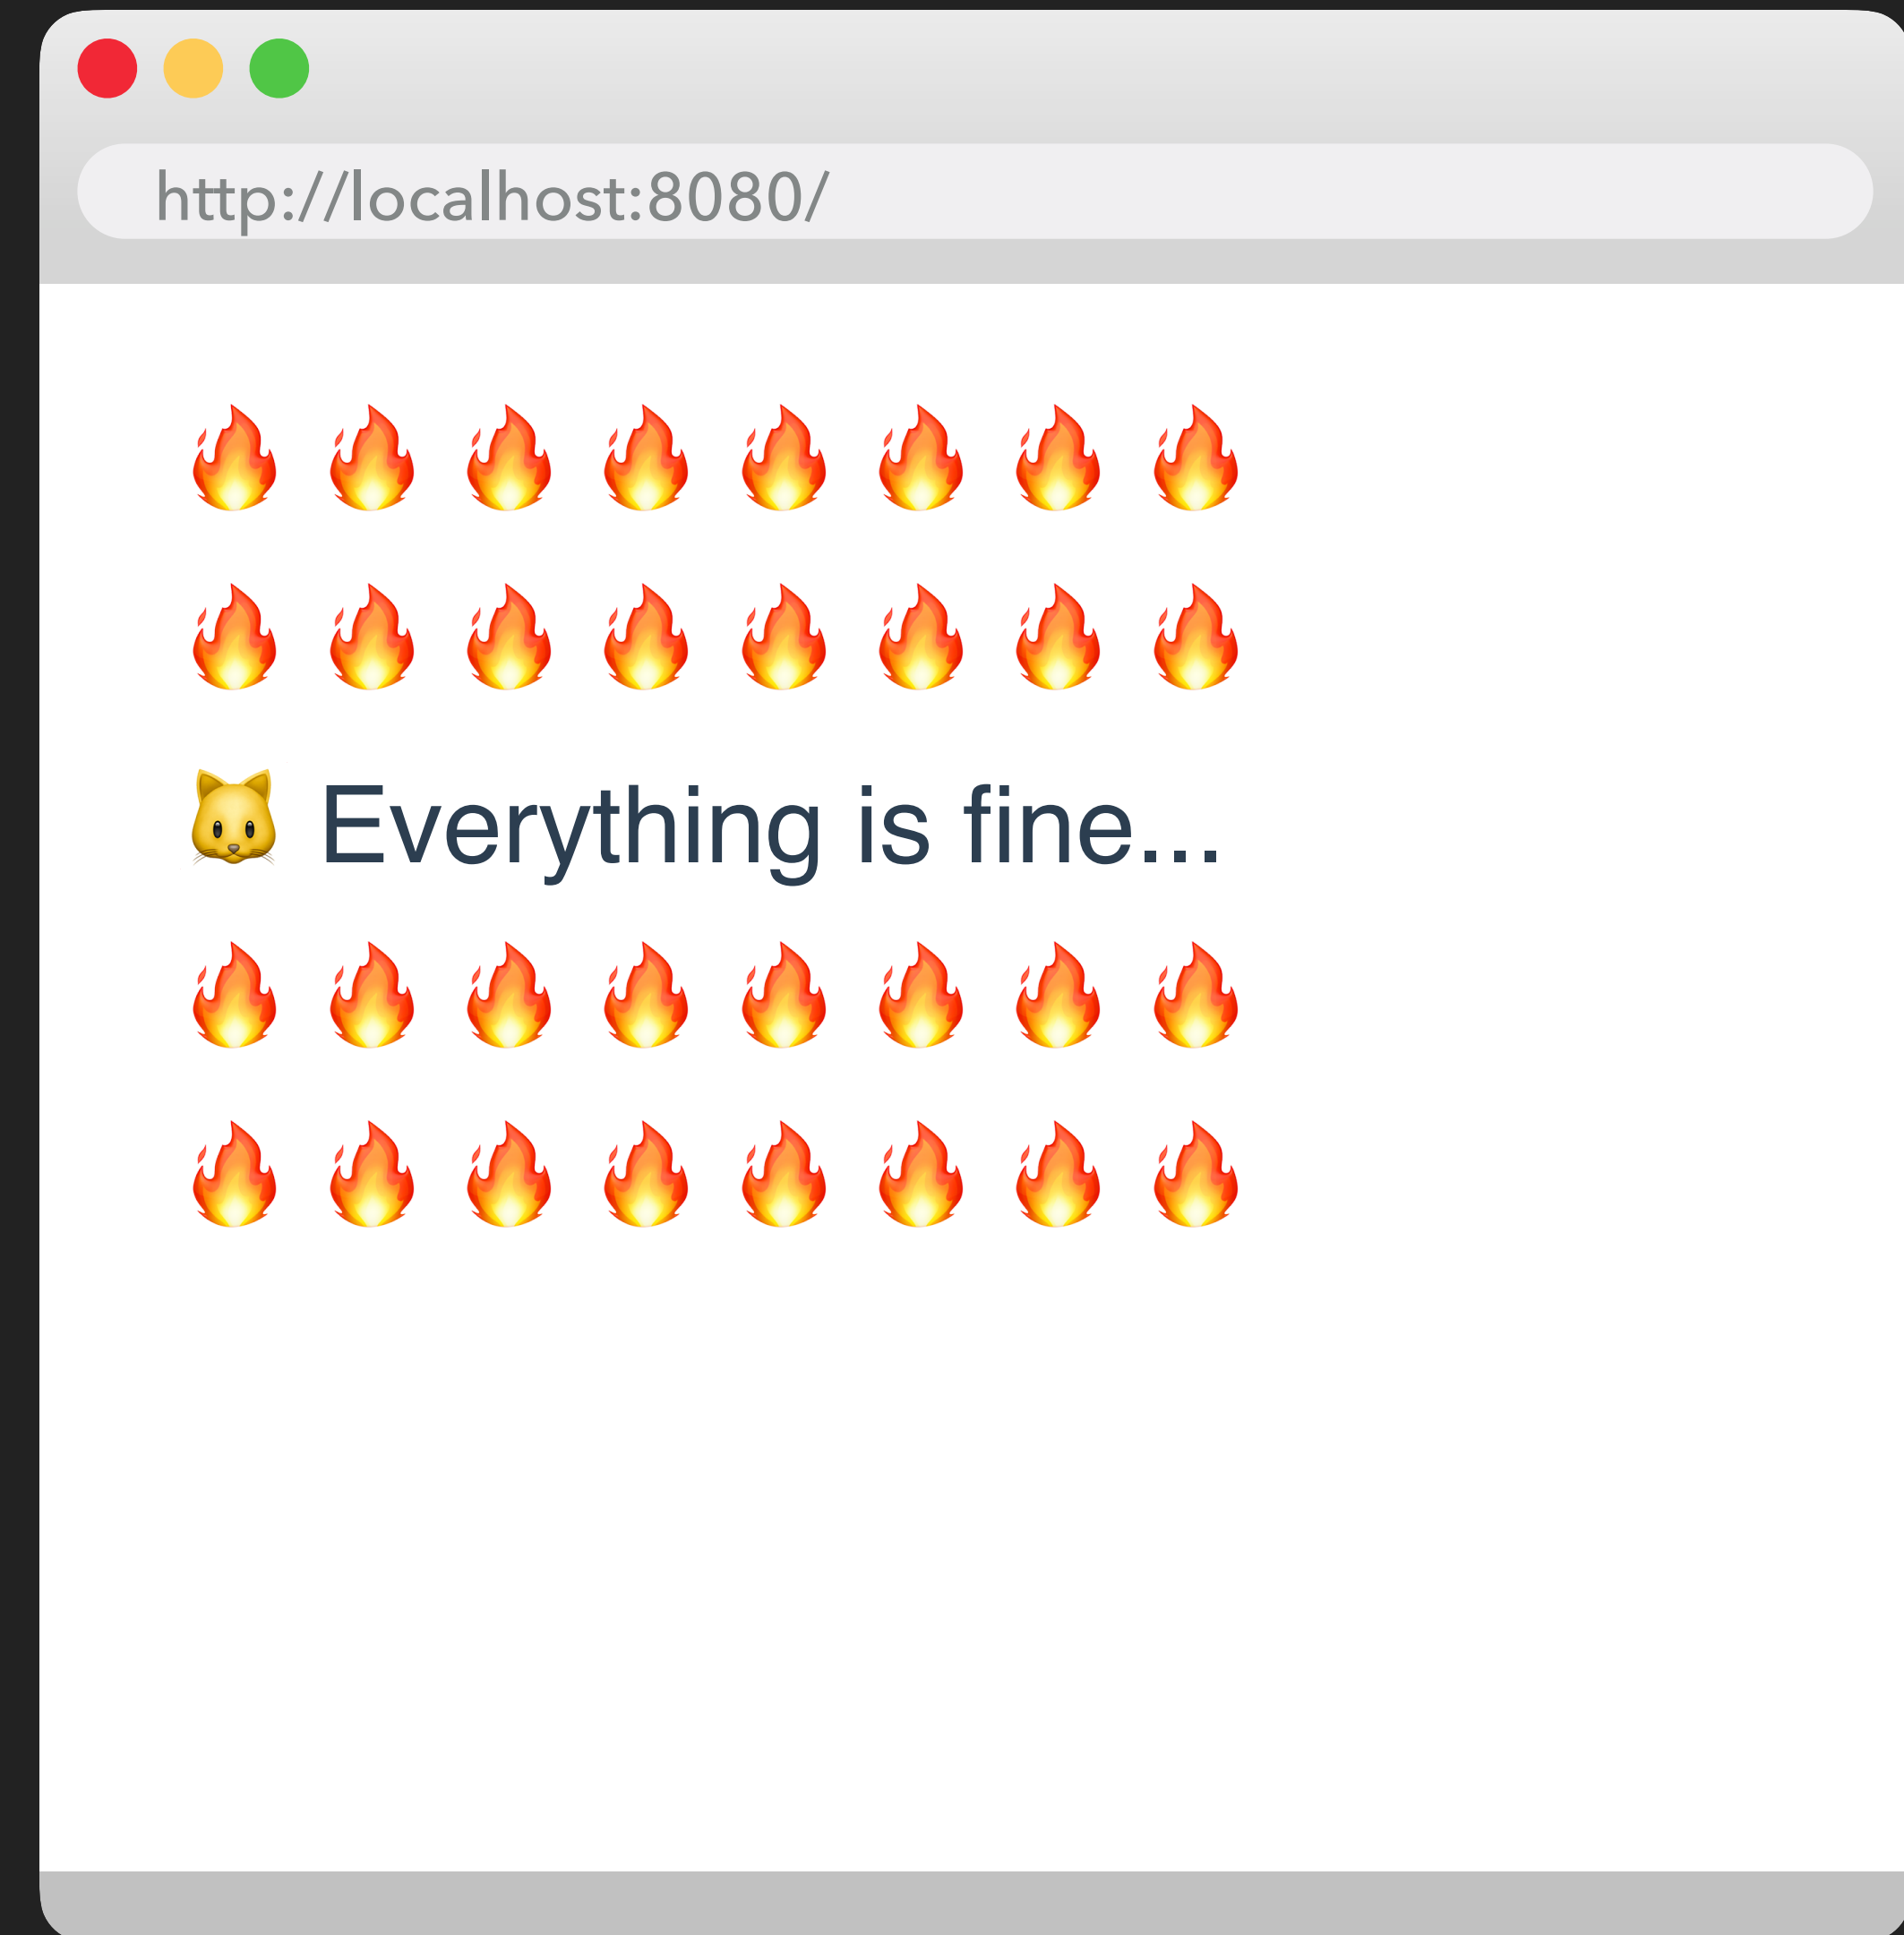 http://localhost:8080/
🔥 🔥 🔥 🔥 🔥 🔥 🔥 🔥
🔥 🔥 🔥 🔥 🔥 🔥 🔥 🔥
🐱 Everything is fine...
🔥 🔥 🔥 🔥 🔥 🔥 🔥 🔥
🔥 🔥 🔥 🔥 🔥 🔥 🔥 🔥